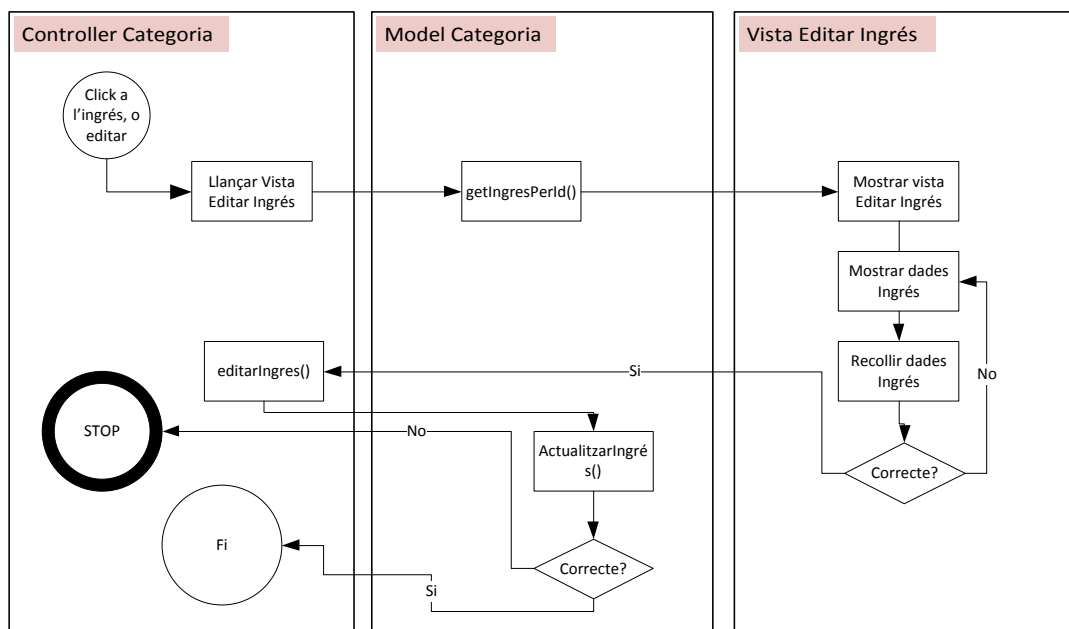 Controller Categoria
Model Categoria
Vista Editar Ingrés
Click a
l'ingrés, o
editar
Llançar Vista
Editar Ingrés
getIngresPerId()
Mostrar vista
Editar Ingrés
Mostrar dades
Ingrés
editarIngres()
Si
Recollir dades
Ingrés
No
STOP
No
ActualitzarIngré
s()
Correcte?
Fi
Correcte?
Si